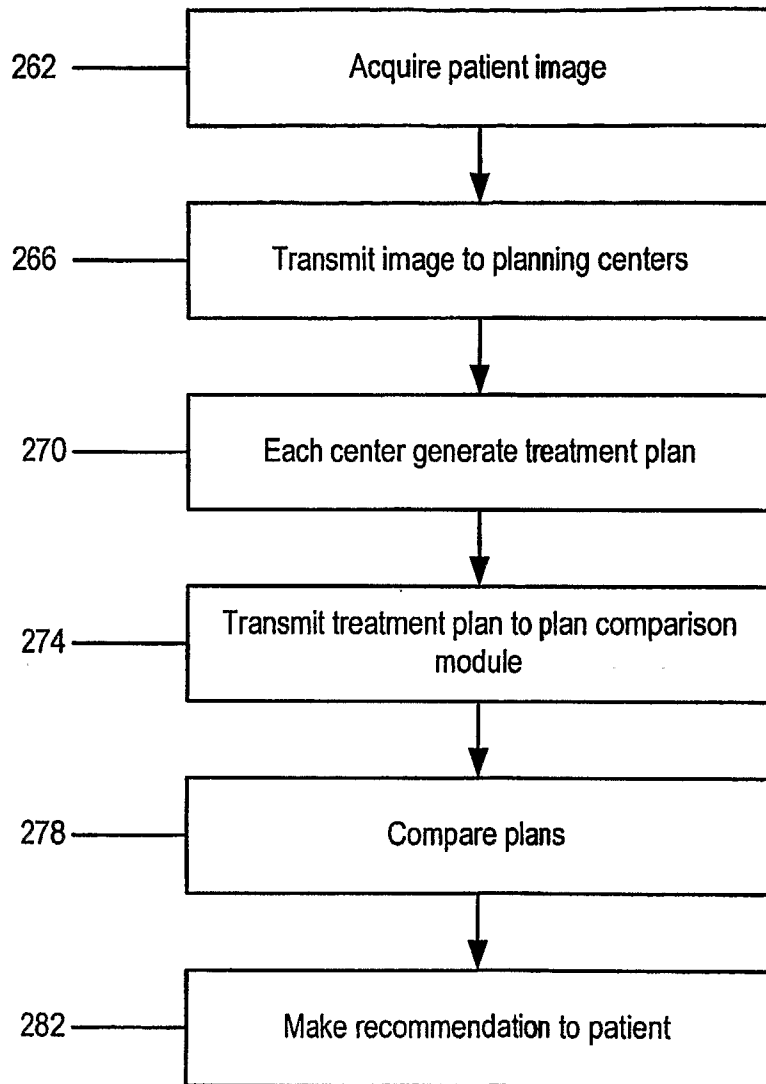 262
Acquire patient image
266
Transmit image to planning centers
270
Each center generate treatment plan
274
Transmit treatment plan to plan comparison
module
278
Compare plans
282
Make recommendation to patient